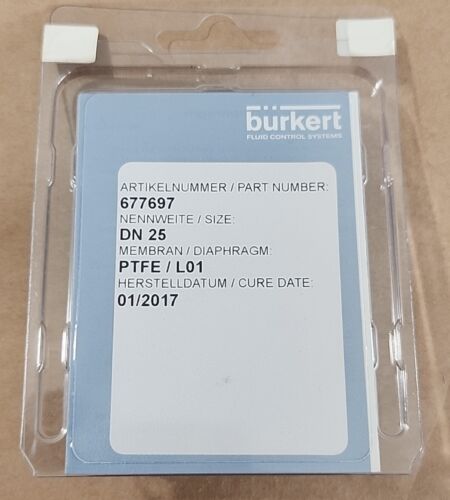 bürkert
FLUID CONTROL SYSTEMS
ARTIKELNUMMER / PART NUMBER:
677697
NENNWEITE / SIZE:
DN 25
MEMBRAN / DIAPHRAGM:
PTFE / L01
HERSTELLDATUM / CURE DATE:
01/2017